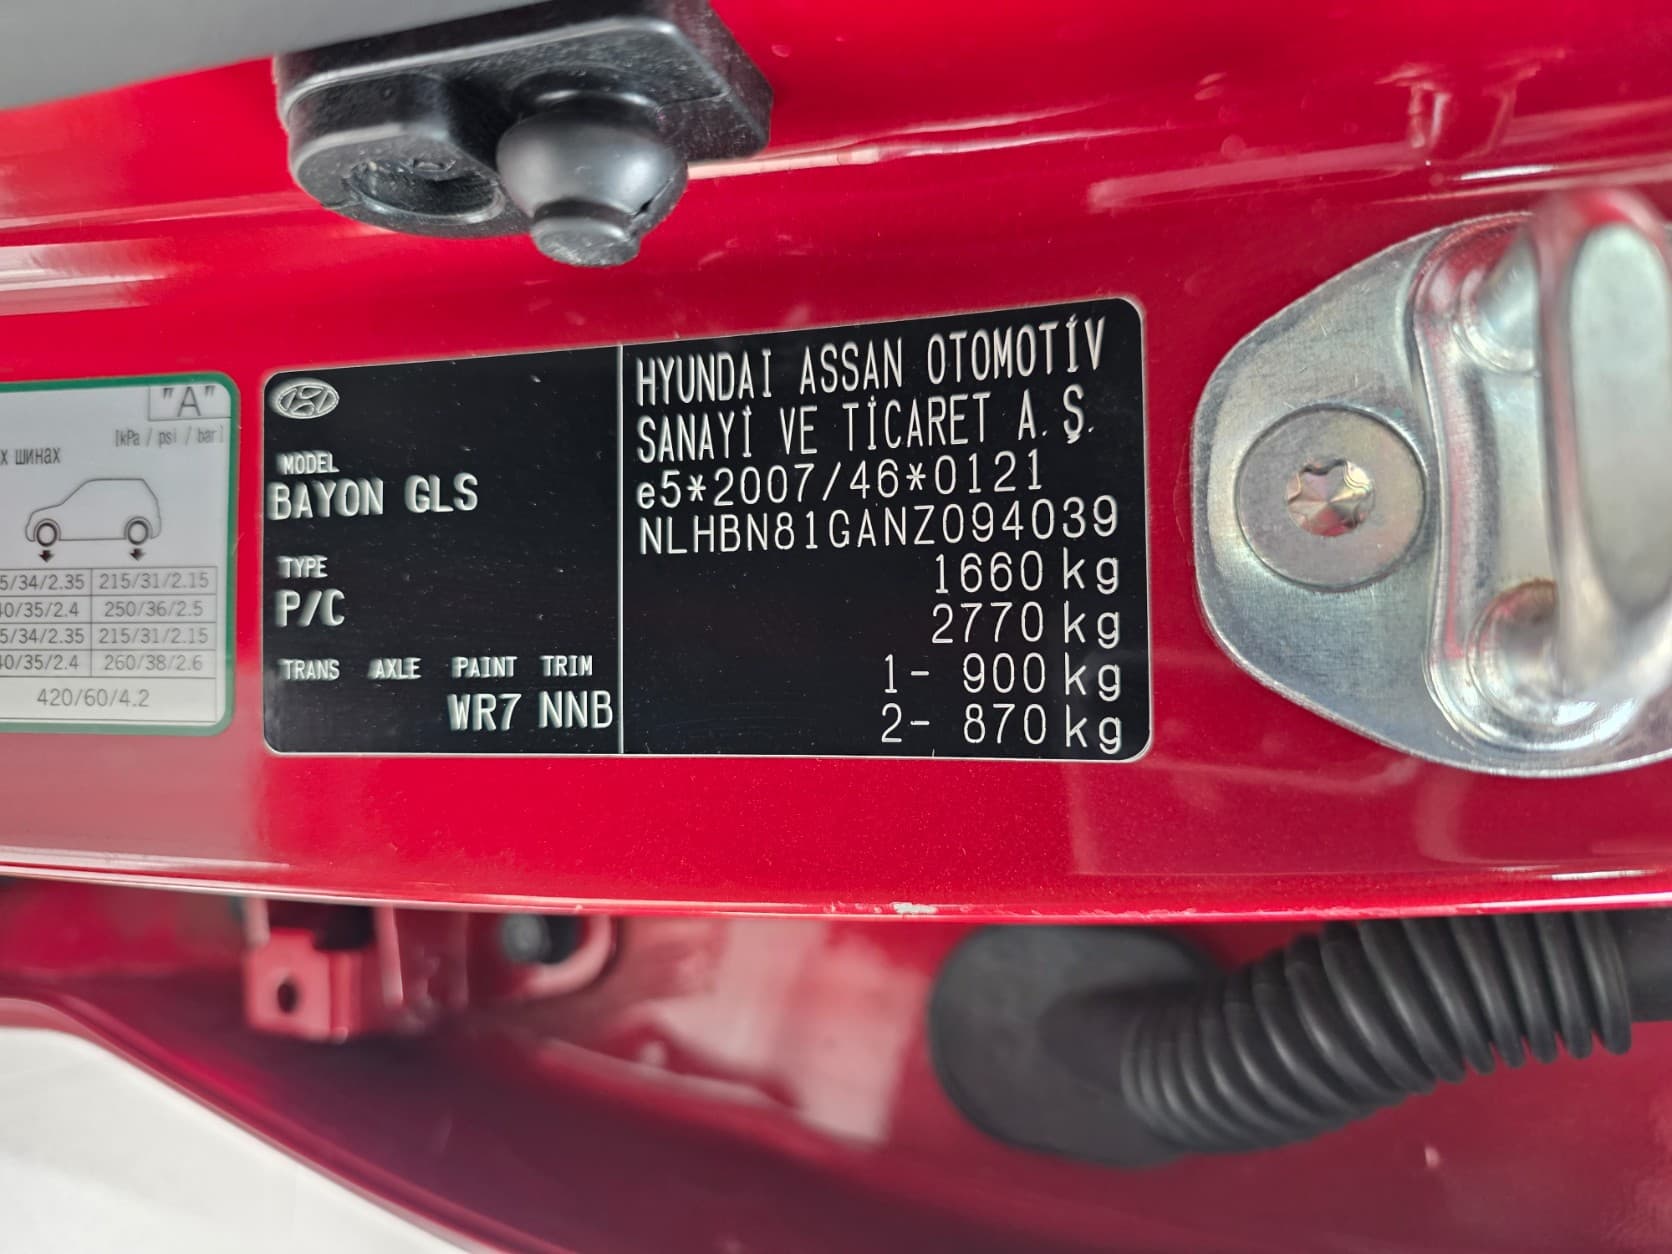 "A"
[kPa / psi / bar]
х шинах
5/34/2.35 215/31/2.15
40/35/2.4 250/36/2.5
5/34/2.35 215/31/2.15
40/35/2.4 260/38/2.6
420/60/4.2
MODEL
BAYON GLS
TYPE
P/C
TRANS AXLE PAINT TRIM
WR7 NNB
HYUNDAI ASSAN OTOMOTİV
SANAYİ VE TİCARET A.Ş.
e5*2007/46*0121
NLHBN81GANZ094039
1660 kg
2770 kg
1- 900 kg
2- 870 kg